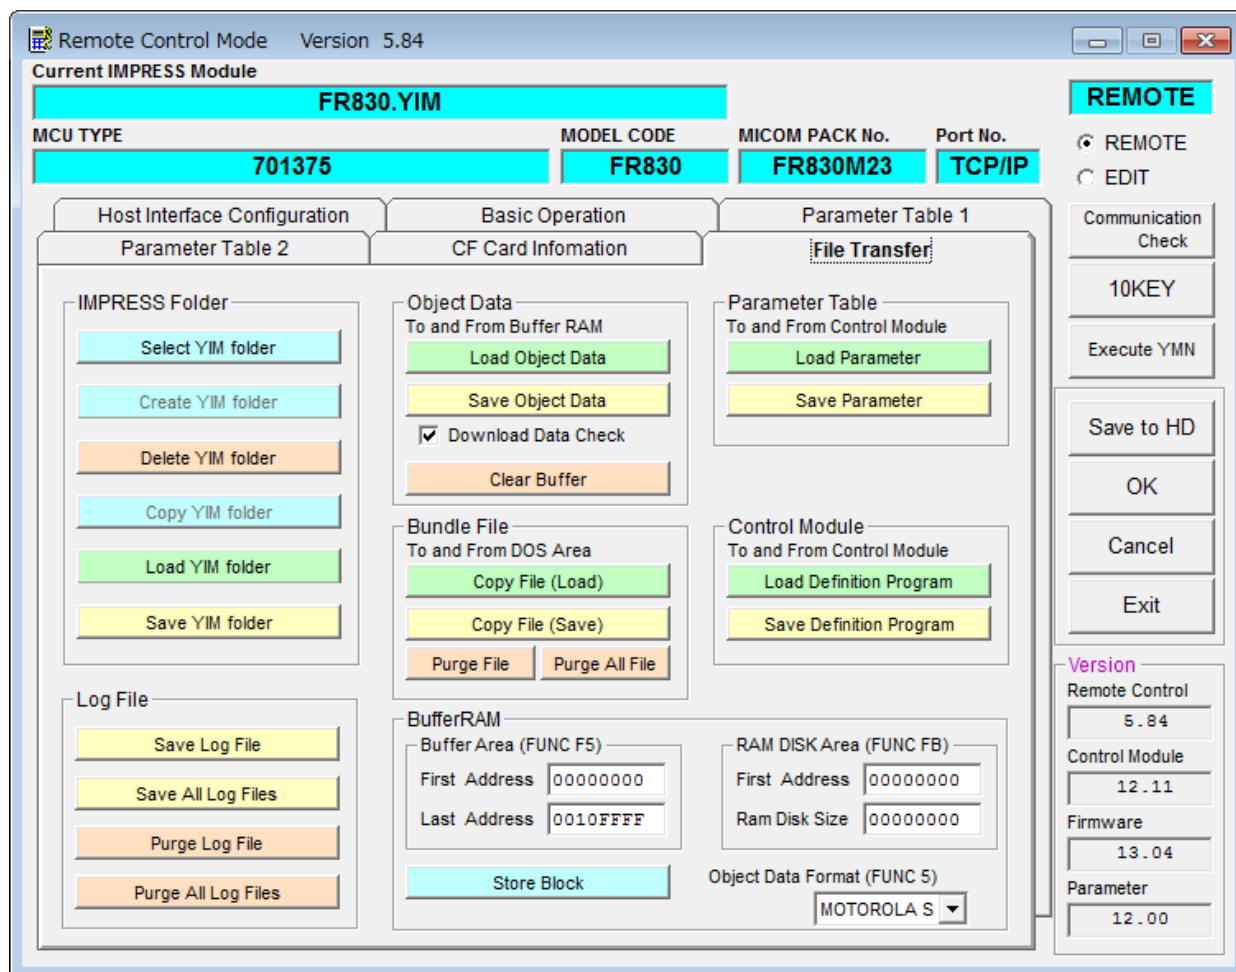 Remote Control Mode Version 5.84
Current IMPRESS Module
FR830.YIM
REMOTE
MCU TYPE MODEL CODE MICOM PACK No. Port No.
701375 FR830 FR830M23 TCP/IP
REMOTE
EDIT
Host Interface Configuration Basic Operation Parameter Table 1
Parameter Table 2 CF Card Infomation File Transfer
Communication
Check
10KEY
Execute YMN
Save to HD
OK
Cancel
Exit
IMPRESS Folder
Select YIM folder
Create YIM folder
Delete YIM folder
Copy YIM folder
Load YIM folder
Save YIM folder
Log File
Save Log File
Save All Log Files
Purge Log File
Purge All Log Files
Object Data
To and From Buffer RAM
Load Object Data
Save Object Data
Download Data Check
Clear Buffer
Bundle File
To and From DOS Area
Copy File (Load)
Copy File (Save)
Purge File Purge All File
Parameter Table
To and From Control Module
Load Parameter
Save Parameter
Control Module
To and From Control Module
Load Definition Program
Save Definition Program
BufferRAM
Buffer Area (FUNC F5)
First Address 00000000
Last Address 0010FFFF
RAM DISK Area (FUNC FB)
First Address 00000000
Ram Disk Size 00000000
Store Block
Object Data Format (FUNC 5)
MOTOROLA S
Version
Remote Control
5.84
Control Module
12.11
Firmware
13.04
Parameter
12.00